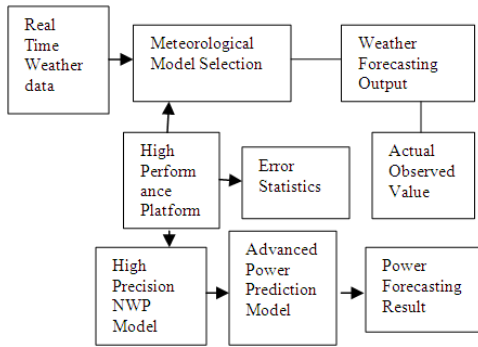 Real
Time
Weather
data
Meteorological
Model Selection
Weather
Forecasting
Output
High
Perform
ance
Platform
Error
Statistics
Actual
Observed
Value
High
Precision
NWP
Model
Advanced
Power
Prediction
Model
Power
Forecasting
Result